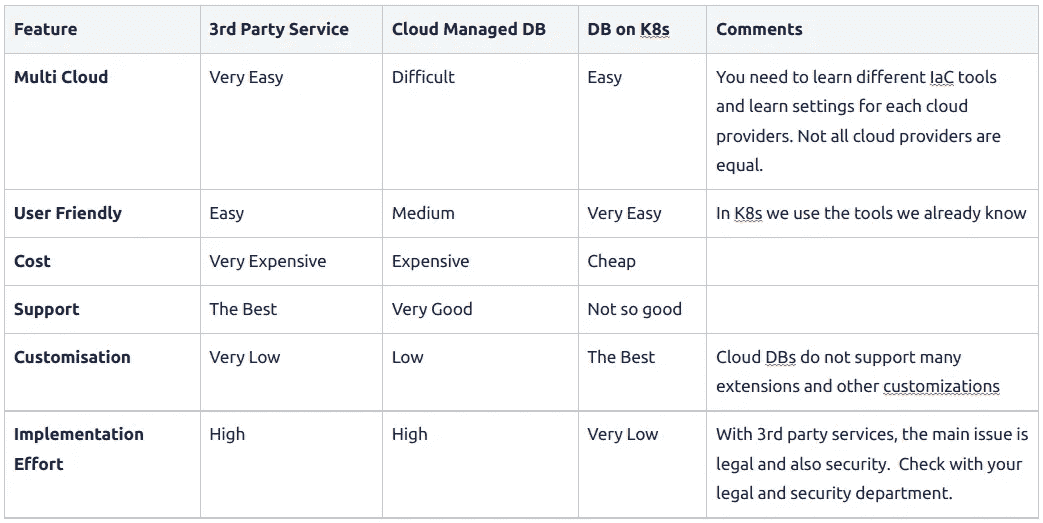 Feature 3rd Party Service Cloud Managed DB DB on K8s Comments
Multi Cloud Very Easy Difficult Easy You need to learn different IaC tools
and learn settings for each cloud
providers. Not all cloud providers are
equal.
User Friendly Easy Medium Very Easy In K8s we use the tools we already know
Cost Very Expensive Expensive Cheap
Support The Best Very Good Not so good
Customisation Very Low Low The Best Cloud DBs do not support many
extensions and other customizations
Implementation High High Very Low With 3rd party services, the main issue is
Effort legal and also security. Check with your
legal and security department.